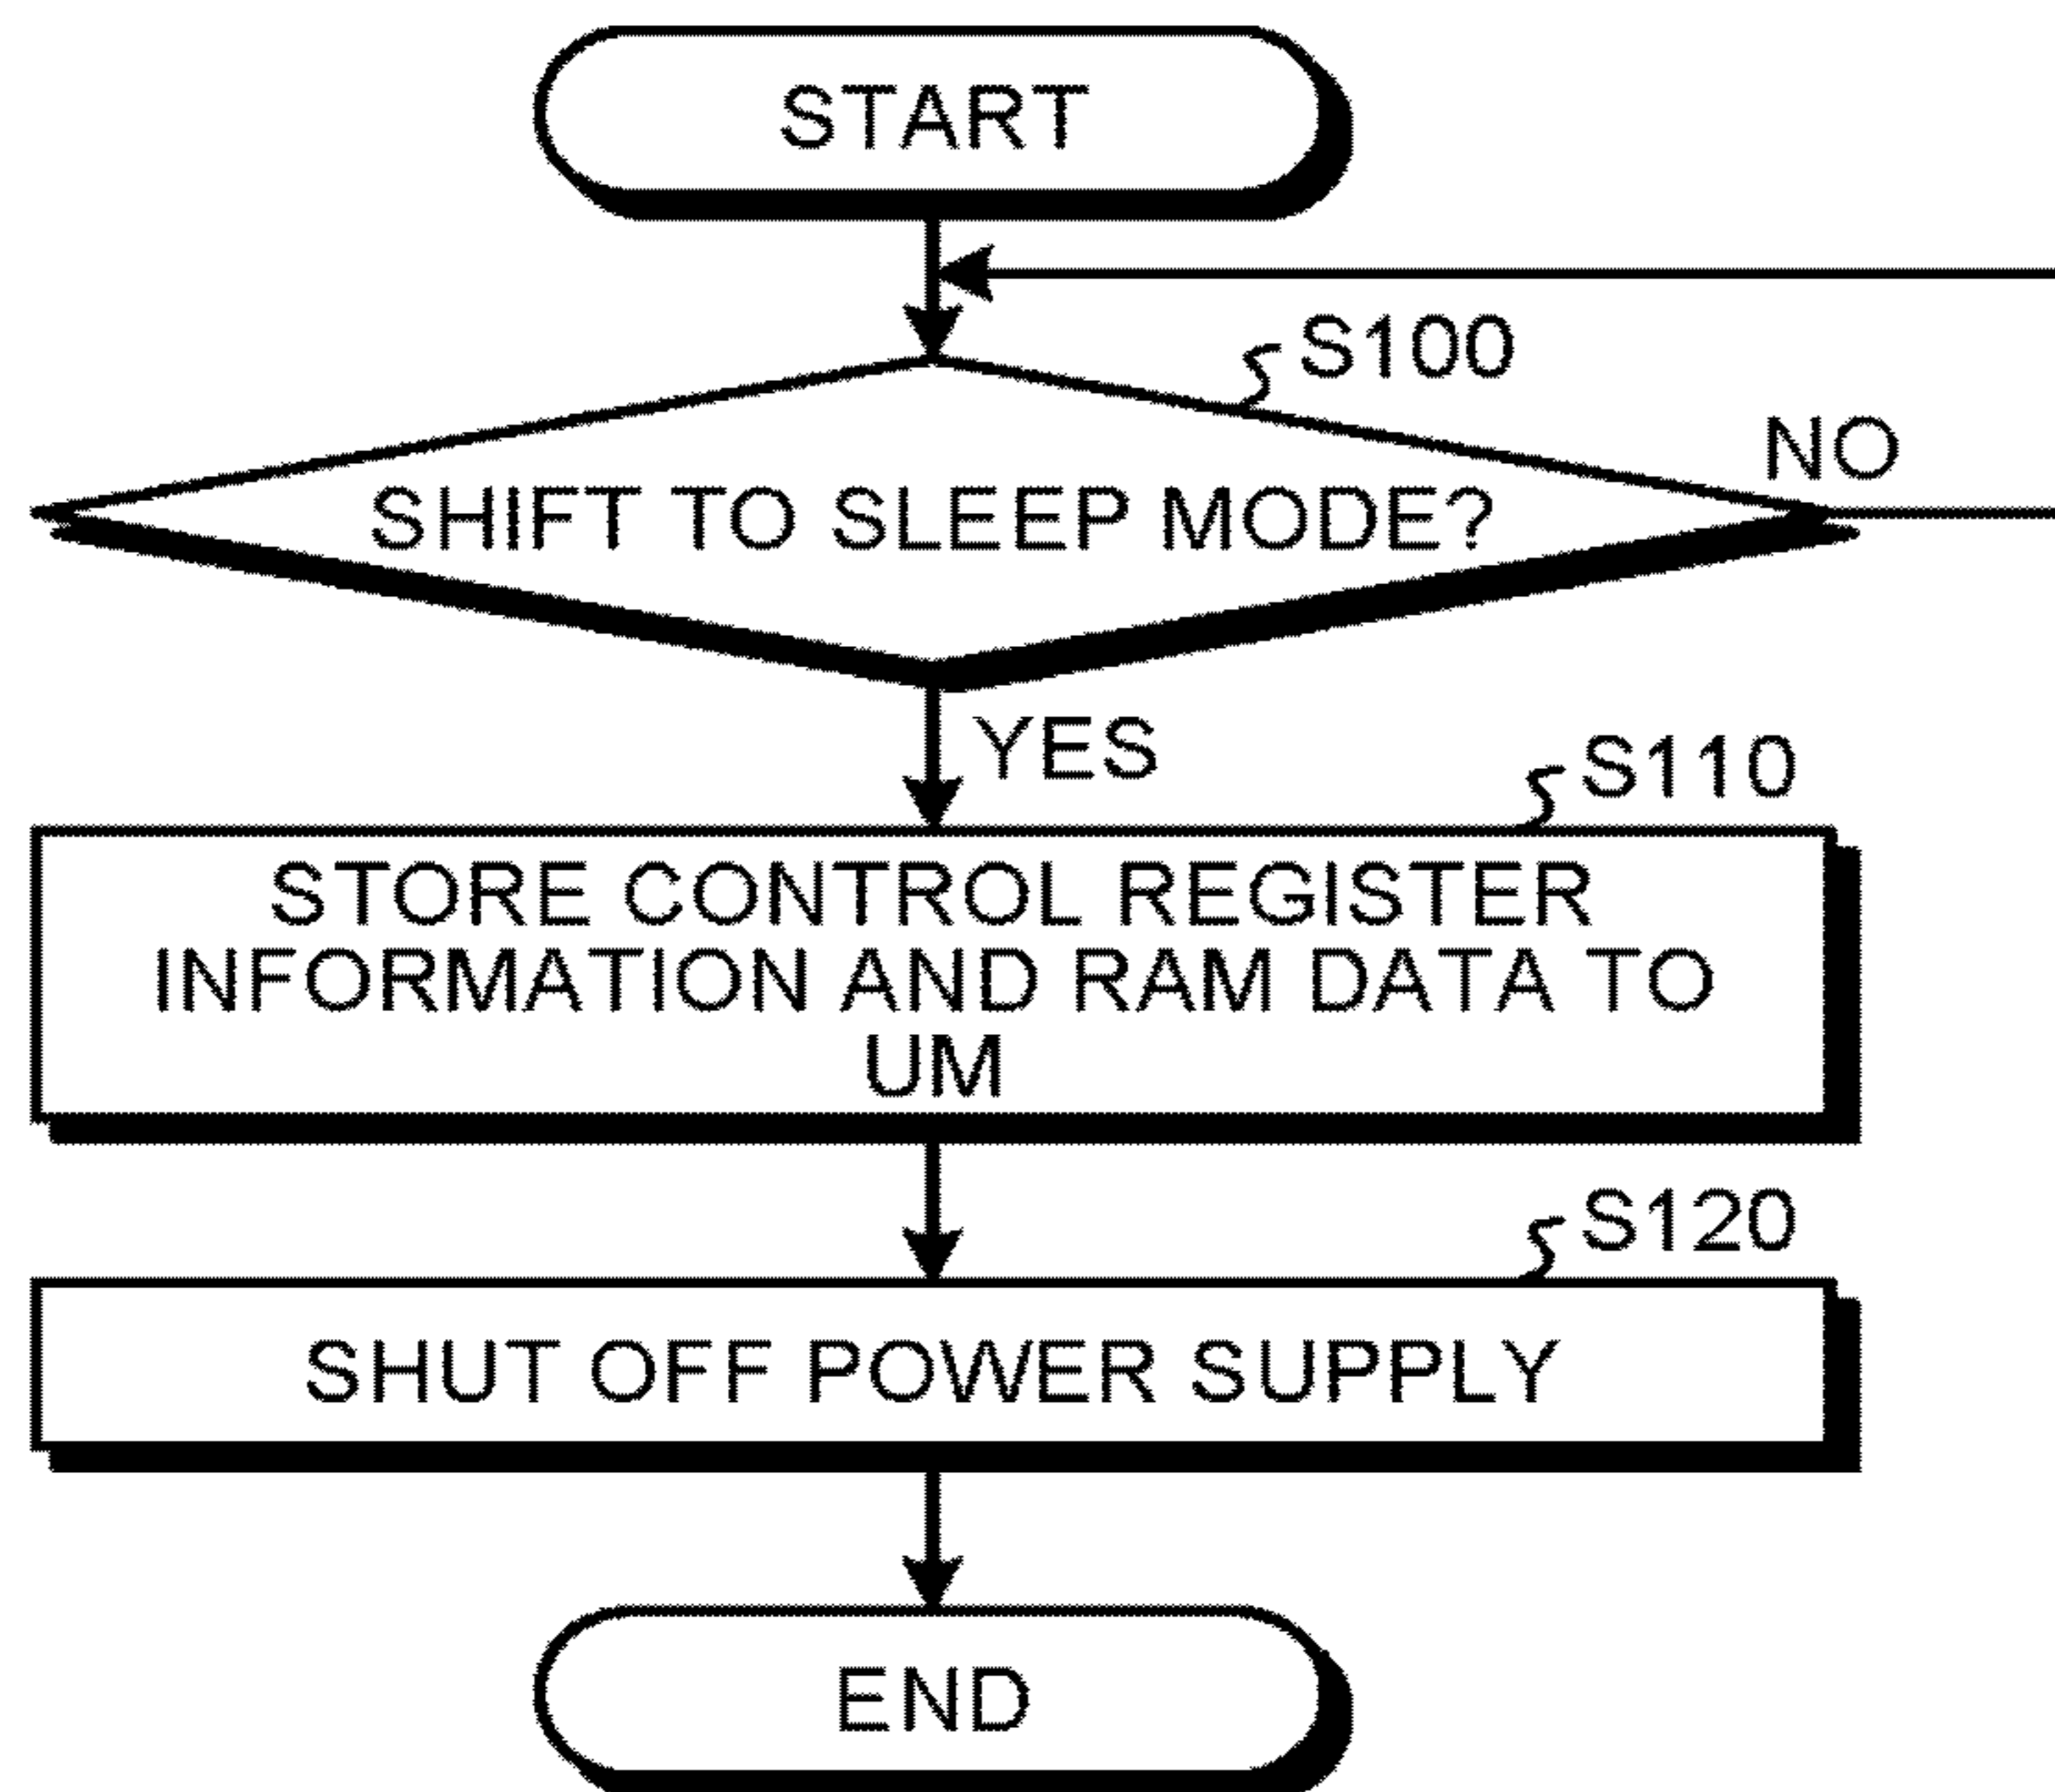 START
S100
NO
SHIFT TO SLEEP MODE?
YES
S110
STORE CONTROL REGISTER
INFORMATION AND RAM DATA TO
UM
S120
SHUT OFF POWER SUPPLY
END